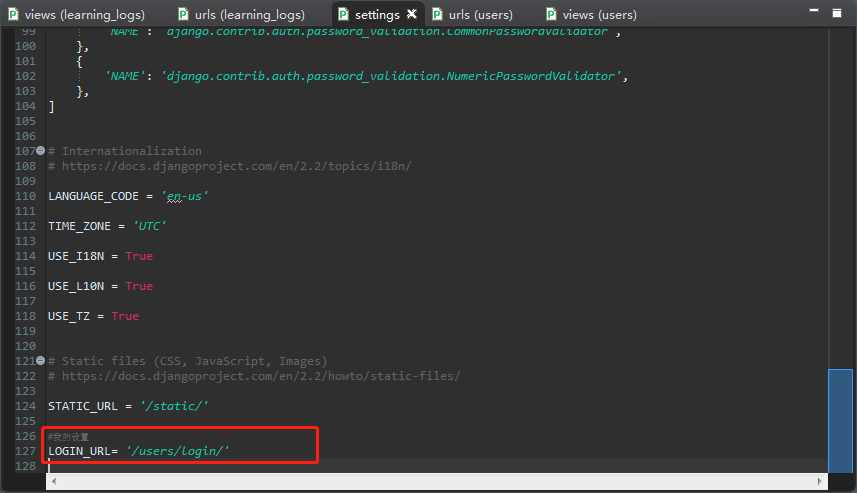 views (learning_logs)
urls (learning_logs)
settings
urls (users)
views (users)
99 'NAME': 'django.contrib.auth.password_validation.CommonPasswordValidator',
100 },
101 {
102 'NAME': 'django.contrib.auth.password_validation.NumericPasswordValidator',
103 },
104 ]
105
106
107 # Internationalization
108 # https://docs.djangoproject.com/en/2.2/topics/i18n/
109
110 LANGUAGE_CODE = 'en-us'
111
112 TIME_ZONE = 'UTC'
113
114 USE_I18N = True
115
116 USE_L10N = True
117
118 USE_TZ = True
119
120
121 # Static files (CSS, JavaScript, Images)
122 # https://docs.djangoproject.com/en/2.2/howto/static-files/
123
124 STATIC_URL = '/static/'
125
126 #我的设置
127 LOGIN_URL= '/users/login/'
128